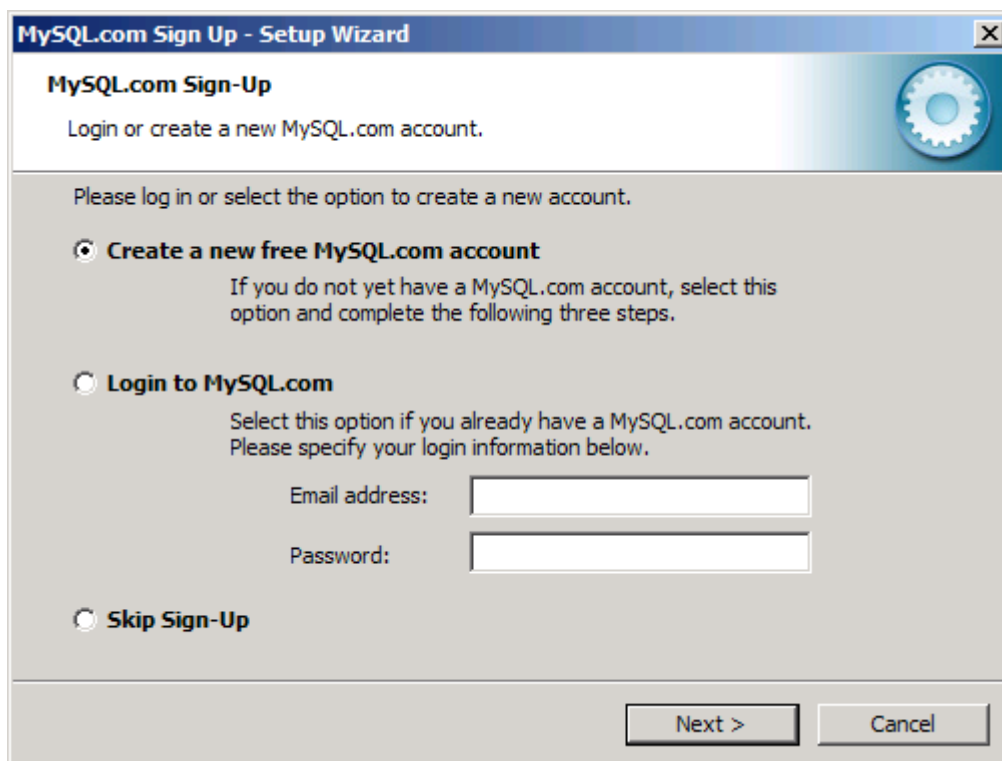 MySQL.com Sign Up - Setup Wizard
MySQL.com Sign-Up
Login or create a new MySQL.com account.
Please log in or select the option to create a new account.
Create a new free MySQL.com account
If you do not yet have a MySQL.com account, select this
option and complete the following three steps.
Login to MySQL.com
Select this option if you already have a MySQL.com account.
Please specify your login information below.
Email address:
Password:
Skip Sign-Up
Next >
Cancel